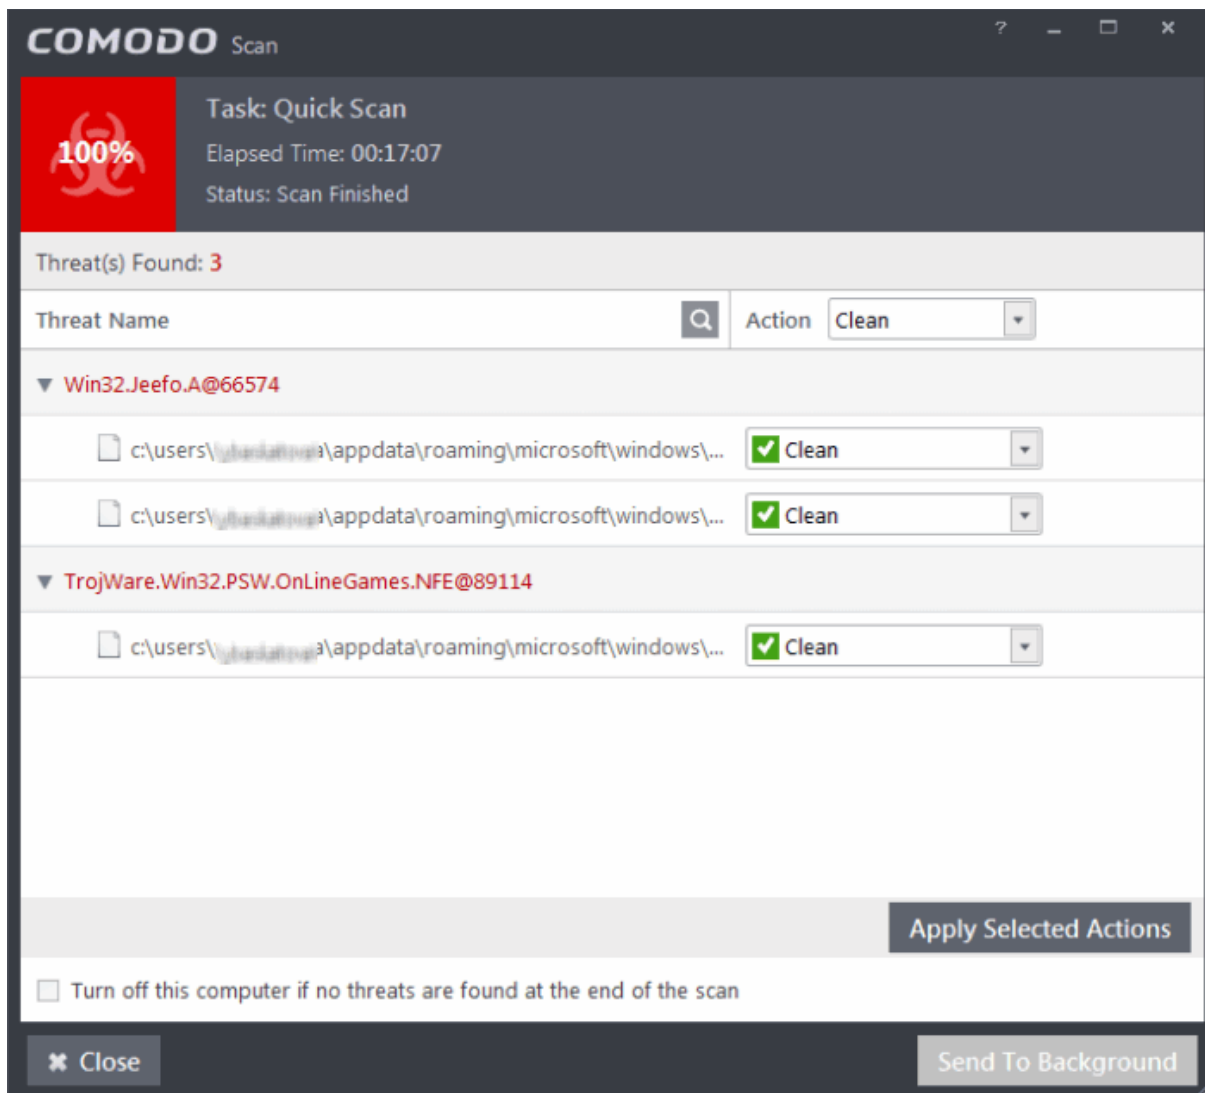 COMODO Scan
?
100%
Task: Quick Scan
Elapsed Time: 00:17:07
Status: Scan Finished
Threat(s) Found: 3
Threat Name Action Clean
Win32.Jeefo.A@66574
c:\users\ a\appdata\roaming\microsoft\windows\... Clean
c:\users\ a\appdata\roaming\microsoft\windows\... Clean
TrojWare.Win32.PSW.OnLineGames.NFE@89114
c:\users\ a\appdata\roaming\microsoft\windows\... Clean
Apply Selected Actions
Turn off this computer if no threats are found at the end of the scan
Close Send To Background